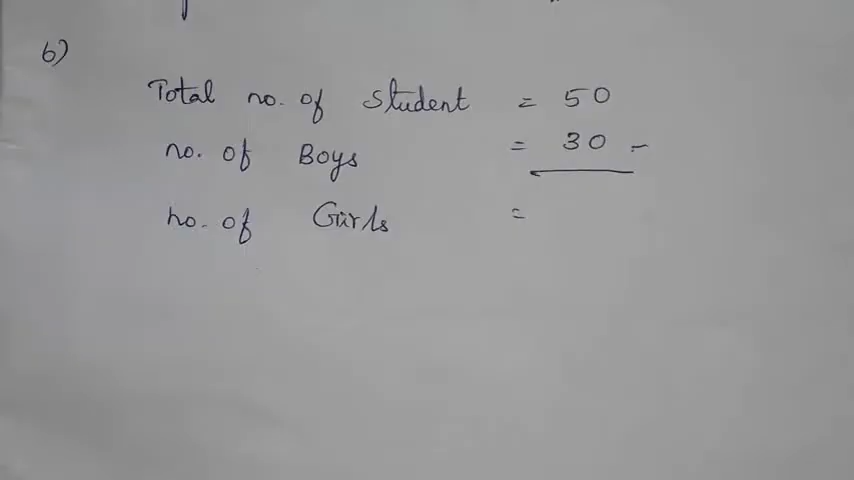 6)
Total no. of student = 50
no. of Boys = 30 -
no. of Girls =